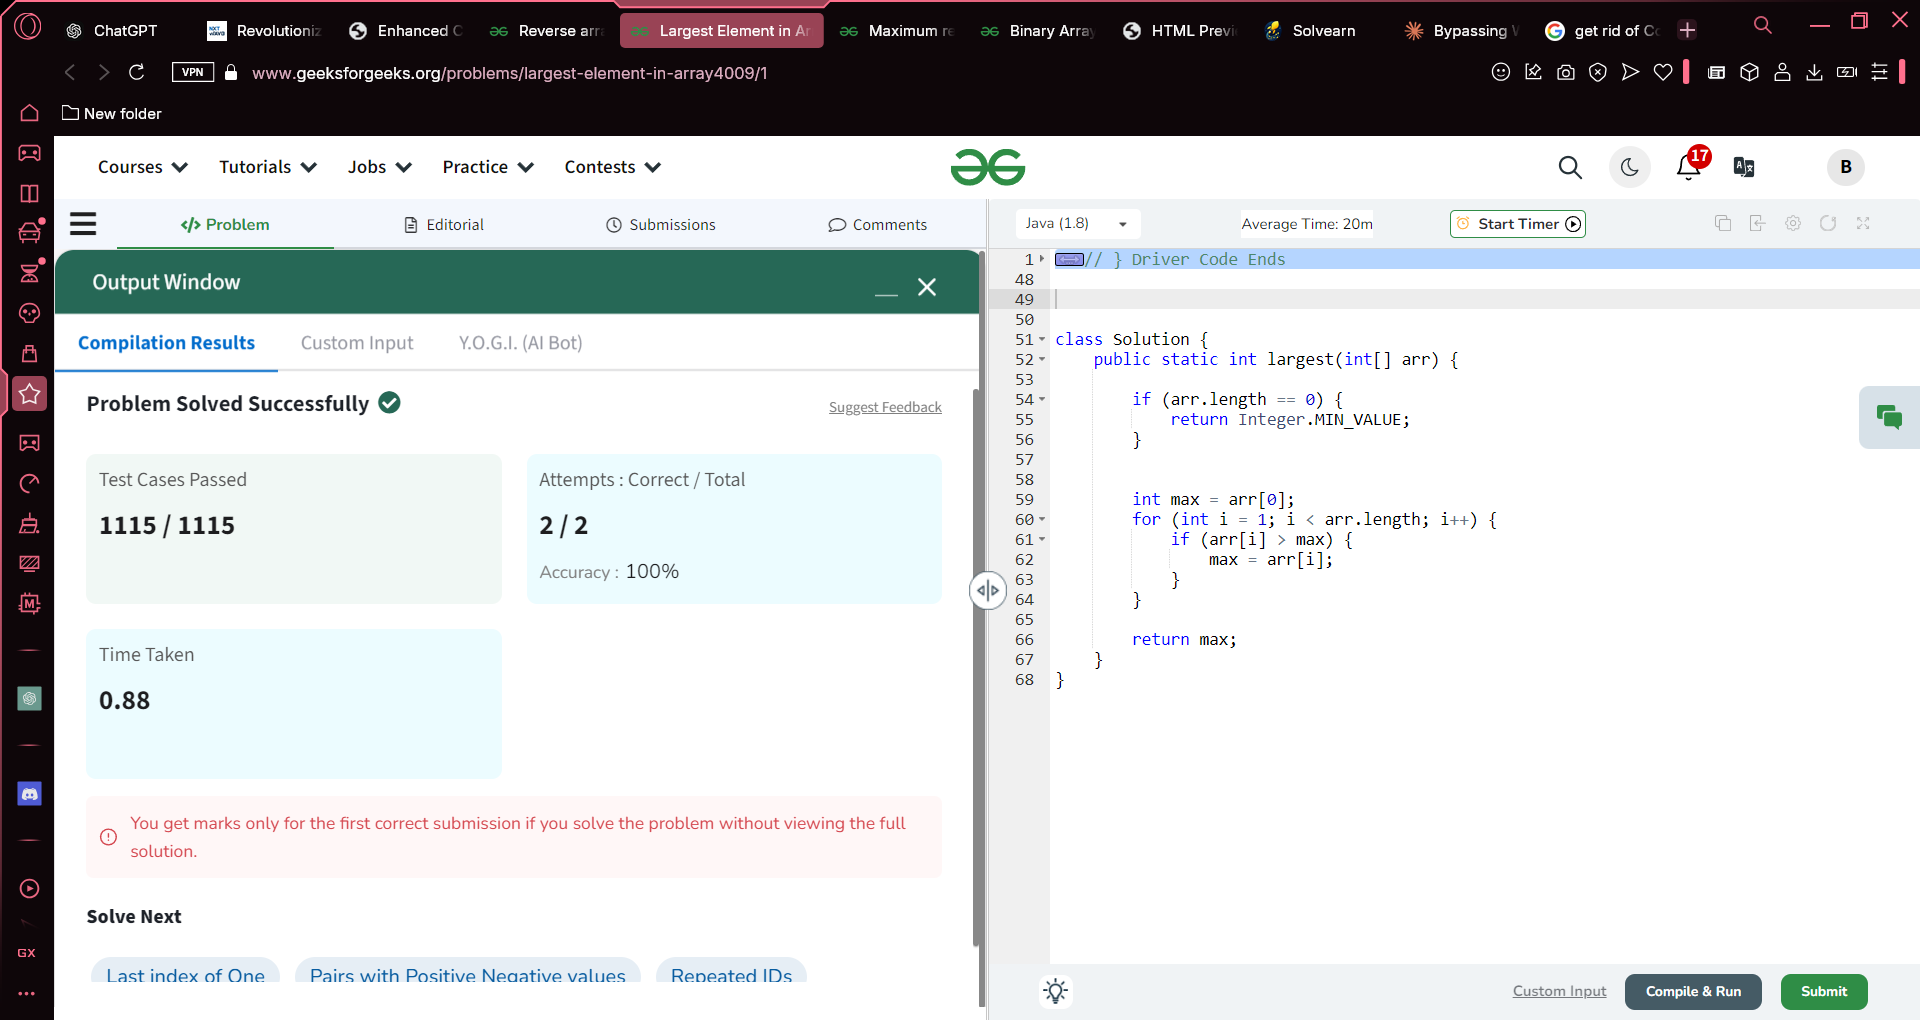 ChatGPT
Revolutioniz
Enhanced C
Reverse arra
Largest Element in Ar
Maximum re
Binary Array
HTML Previ
Solvearn
Bypassing
get rid of Co
VPN
www.geeksforgeeks.org/problems/largest-element-in-array4009/1
New folder
Courses
Tutorials
Jobs
Practice
Contests
17
B
</> Problem
Editorial
Submissions
Comments
Output Window
Compilation Results
Custom Input
Y.O.G.I. (AI Bot)
Problem Solved Successfully
Suggest Feedback
Test Cases Passed
1115 / 1115
Attempts : Correct / Total
2 / 2
Accuracy : 100%
Time Taken
0.88
You get marks only for the first correct submission if you solve the problem without viewing the full
solution.
Solve Next
Last index of One
Pairs with Positive Negative values
Repeated IDs
GX
Java (1.8)
Average Time: 20m
Start Timer
1 // } Driver Code Ends
48
49
50
51 class Solution {
52 public static int largest(int[] arr) {
53
54 if (arr.length == 0) {
55 return Integer.MIN_VALUE;
56 }
57
58
59 int max = arr[0];
60 for (int i = 1; i < arr.length; i++) {
61 if (arr[i] > max) {
62 max = arr[i];
63 }
64 }
65
66 return max;
67 }
68 }
Custom Input
Compile & Run
Submit